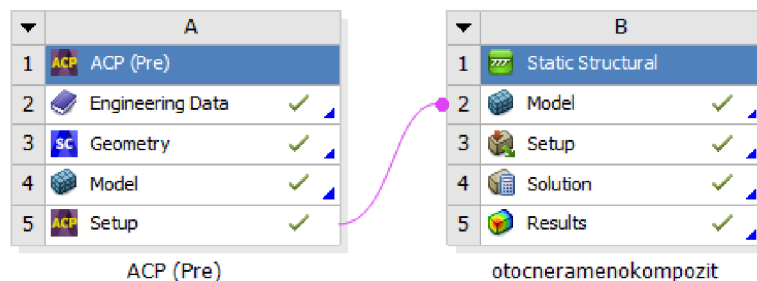 A
1 ACP ACP (Pre)
2 Engineering Data
3 SC Geometry
4 Model
5 ACP Setup
ACP (Pre)
B
1 Static Structural
2 Model
3 Setup
4 Solution
5 Results
otocneramenokompozit